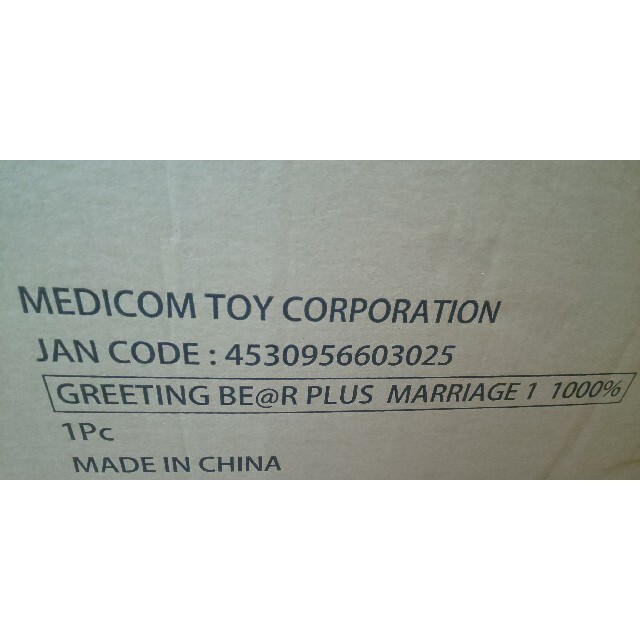 MEDICOM TOY CORPORATION
JAN CODE : 4530956603025
GREETING BE@R PLUS MARRIAGE 1 1000%
1Pc
MADE IN CHINA